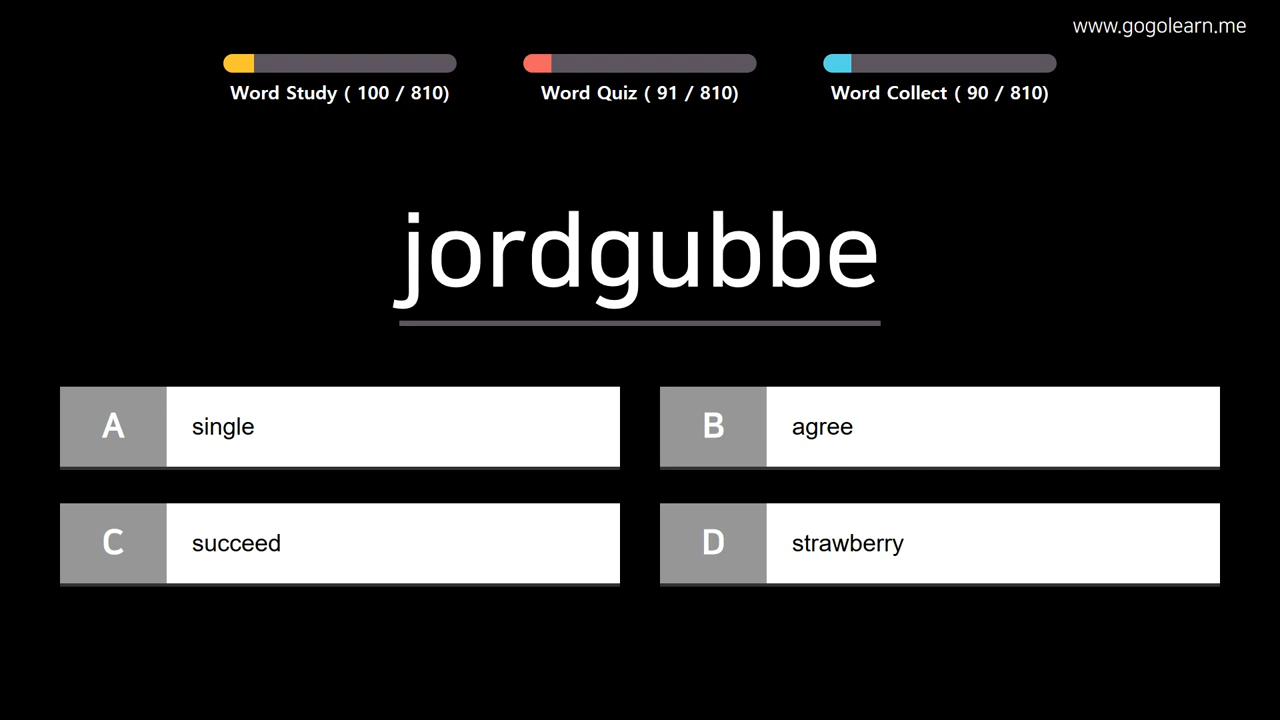 www.gogolearn.me
Word Study ( 100 / 810)
Word Quiz ( 91 / 810)
Word Collect ( 90 / 810)
jordgubbe
A single
B agree
C succeed
D strawberry